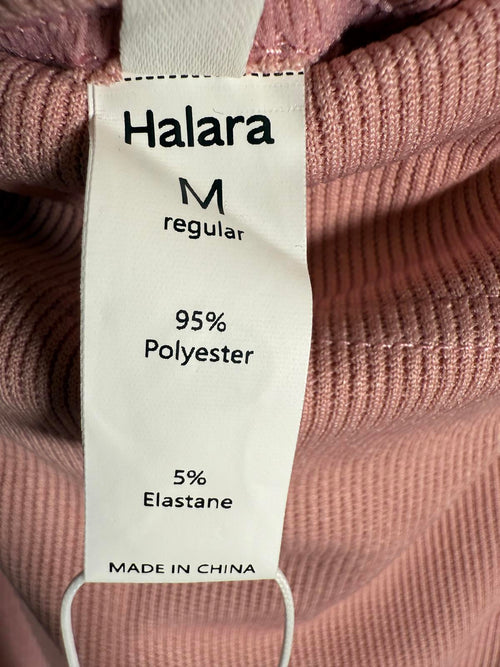 Halara
M
regular
95%
Polyester
5%
Elastane
MADE IN CHINA